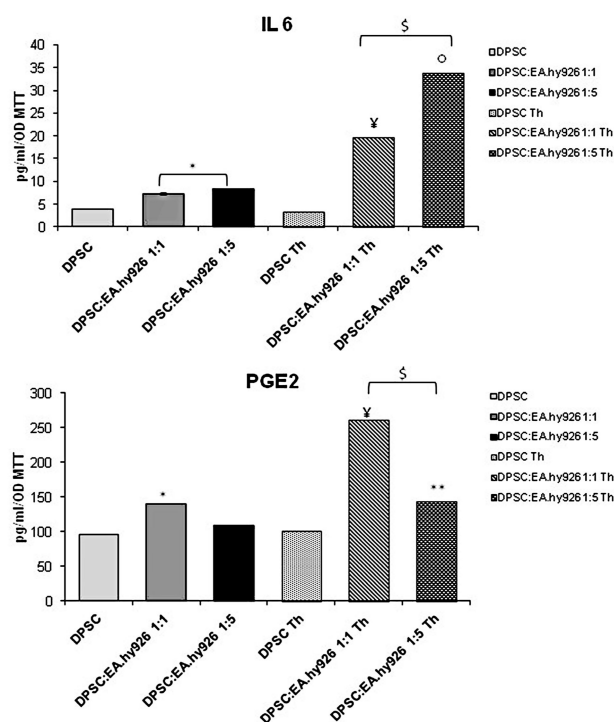 IL 6
pg/ml/OD MTT
40
35
30
25
20
15
10
5
0
*
¥
$
○
DPSC
DPSC:EA.hy926 1:1
DPSC:EA.hy926 1:5
DPSC Th
DPSC:EA.hy926 1:1 Th
DPSC:EA.hy926 1:5 Th
DPSC
DPSC:EA.hy9261:1
DPSC:EA.hy9261:5
DPSC Th
DPSC:EA.hy9261:1 Th
DPSC:EA.hy9261:5 Th
PGE2
pg/ml/OD MTT
300
250
200
150
100
50
0
*
¥
$
**
DPSC
DPSC:EA.hy926 1:1
DPSC:EA.hy926 1:5
DPSC Th
DPSC:EA.hy926 1:1 Th
DPSC:EA.hy926 1:5 Th
DPSC
DPSC:EA.hy9261:1
DPSC:EA.hy9261:5
DPSC Th
DPSC:EA.hy9261:1 Th
DPSC:EA.hy9261:5 Th